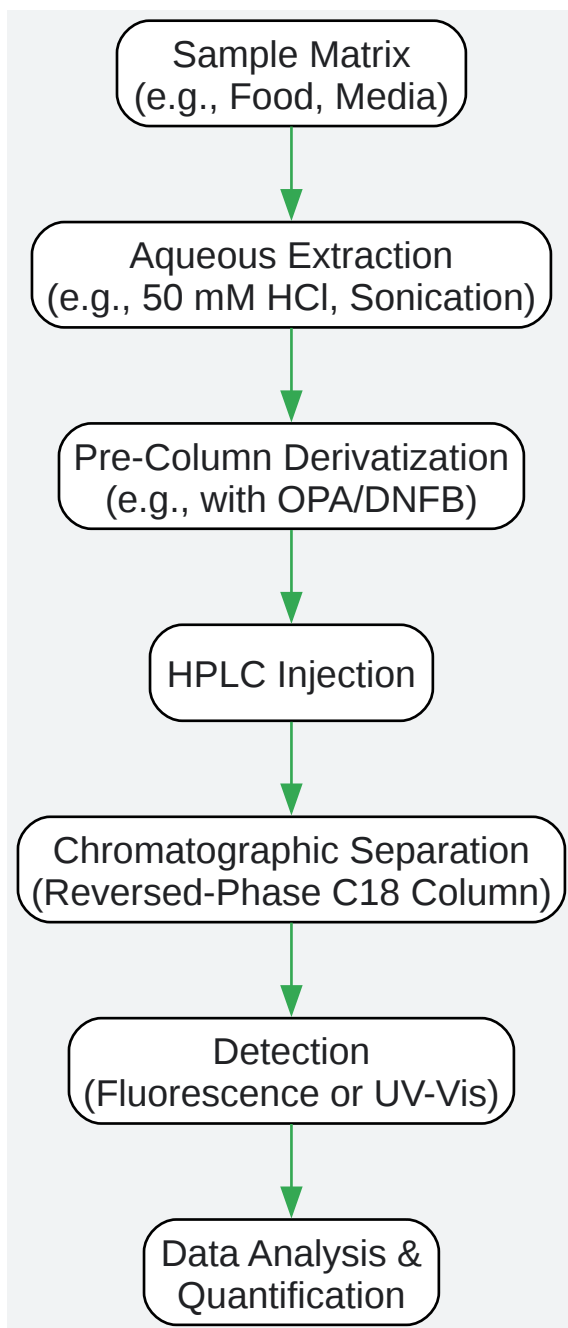 Sample Matrix
(e.g., Food, Media)
Aqueous Extraction
(e.g., 50 mM HCl, Sonication)
Pre-Column Derivatization
(e.g., with OPA/DNFB)
HPLC Injection
Chromatographic Separation
(Reversed-Phase C18 Column)
Detection
(Fluorescence or UV-Vis)
Data Analysis &
Quantification